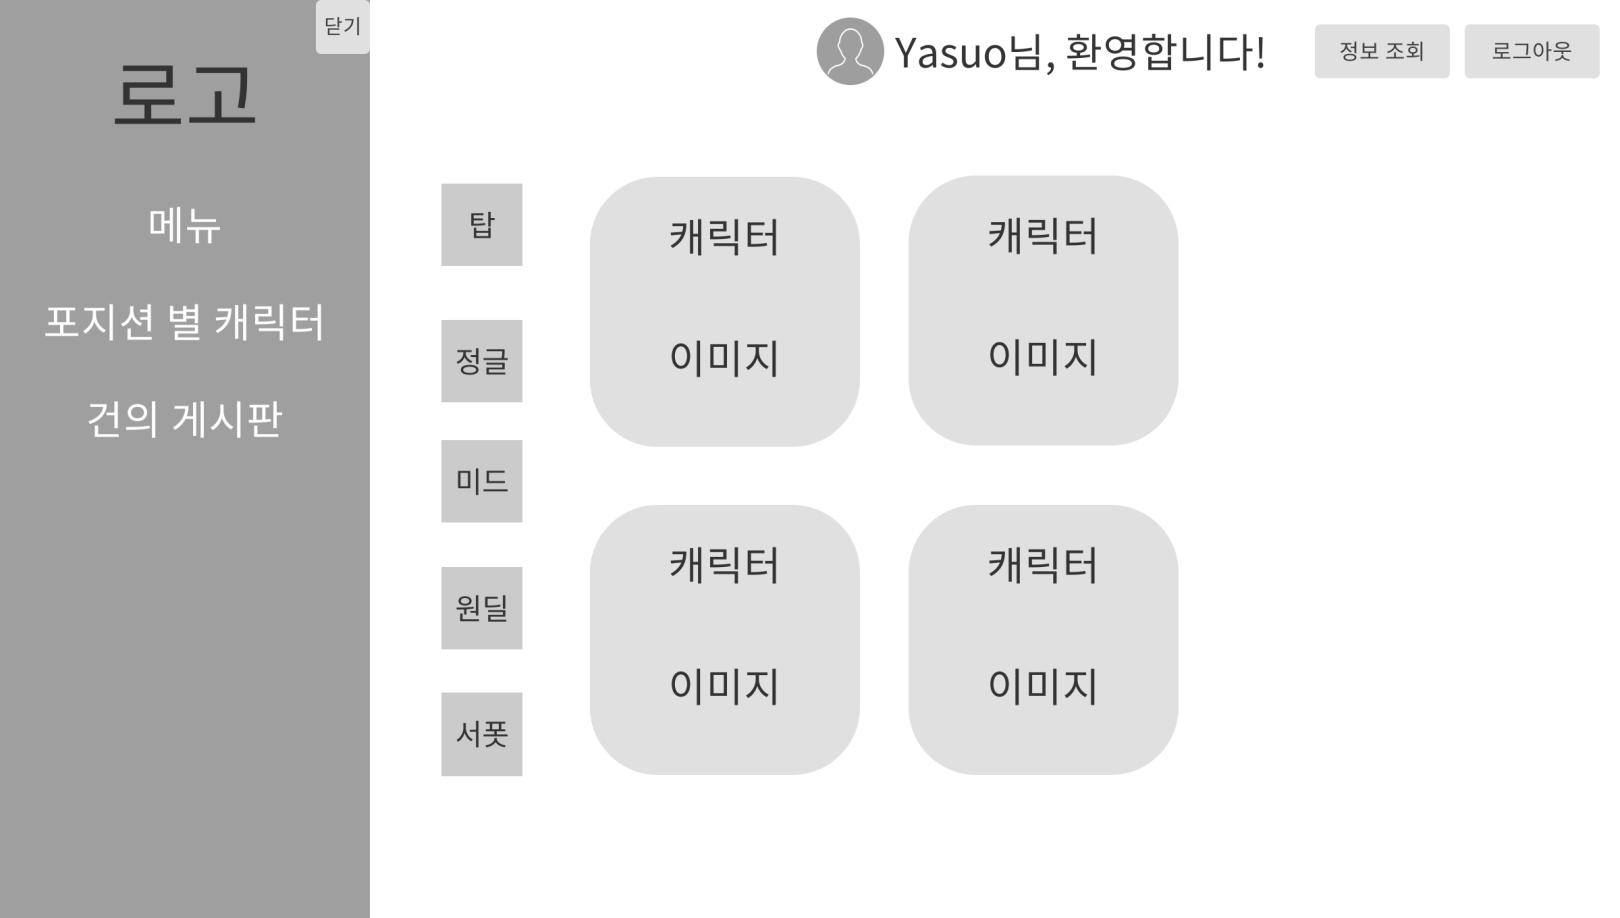 닫기
로고
메뉴
포지션 별 캐릭터
건의 게시판
Yasuo님, 환영합니다!
정보 조회
로그아웃
탑
정글
미드
원딜
서폿
캐릭터
이미지
캐릭터
이미지
캐릭터
이미지
캐릭터
이미지